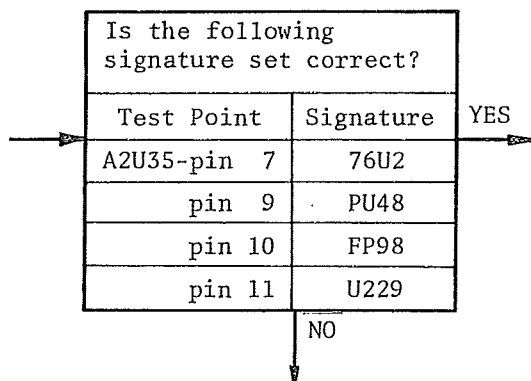 Is the following
signature set correct?
Test Point Signature YES
A2U35-pin 7 76U2
pin 9 PU48
pin 10 FP98
pin 11 U229
NO